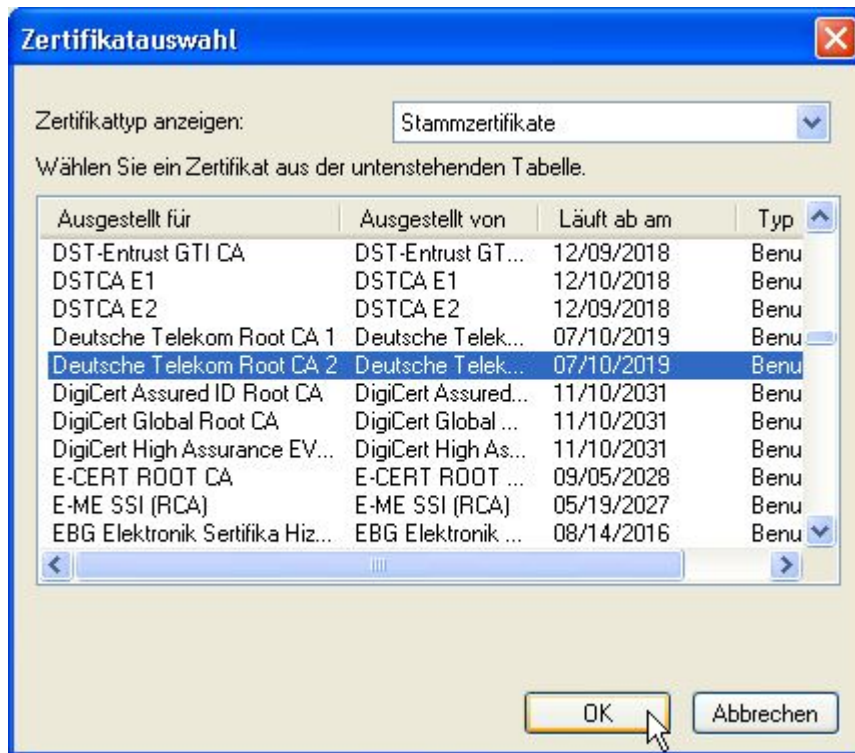 Zertifikatauswahl
Zertifikattyp anzeigen: Stammzertifikate
Wählen Sie ein Zertifikat aus der untenstehenden Tabelle.
Ausgestellt für Ausgestellt von Läuft ab am Typ
DST-Entrust GTI CA DST-Entrust GT... 12/09/2018 Benu
DSTCA E1 DSTCA E1 12/10/2018 Benu
DSTCA E2 DSTCA E2 12/09/2018 Benu
Deutsche Telekom Root CA 1 Deutsche Telek... 07/10/2019 Benu
Deutsche Telekom Root CA 2 Deutsche Telek... 07/10/2019 Benu
DigiCert Assured ID Root CA DigiCert Assured... 11/10/2031 Benu
DigiCert Global Root CA DigiCert Global ... 11/10/2031 Benu
DigiCert High Assurance EV... DigiCert High As... 11/10/2031 Benu
E-CERT ROOT CA E-CERT ROOT ... 09/05/2028 Benu
E-ME SSI (RCA) E-ME SSI (RCA) 05/19/2027 Benu
EBG Elektronik Sertifika Hiz... EBG Elektronik ... 08/14/2016 Benu
OK Abbrechen